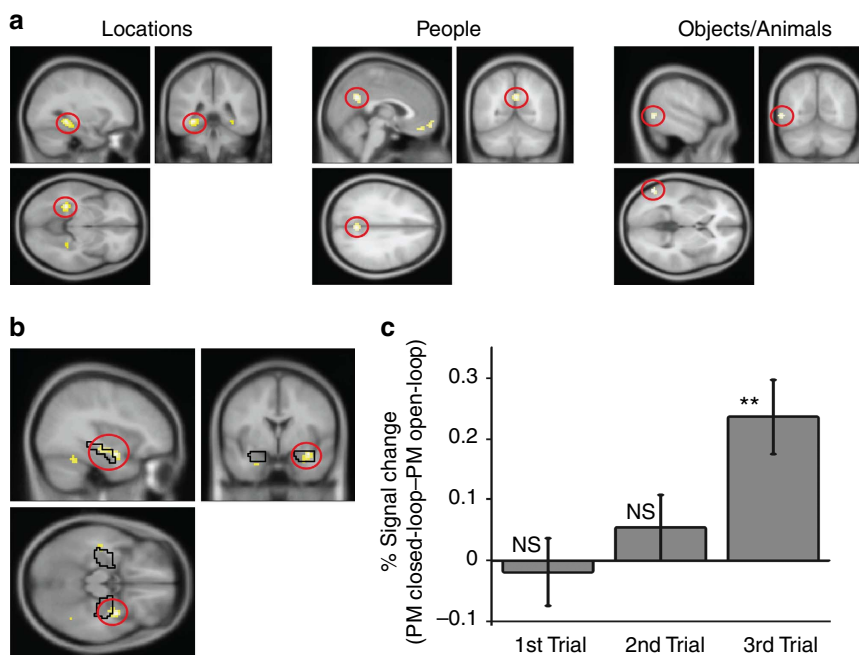 a
Locations
People
Objects/Animals
b
c
% Signal change
(PM closed-loop–PM open-loop)
0.3
0.2
0.1
0
–0.1
NS
NS
**
1st Trial
2nd Trial
3rd Trial